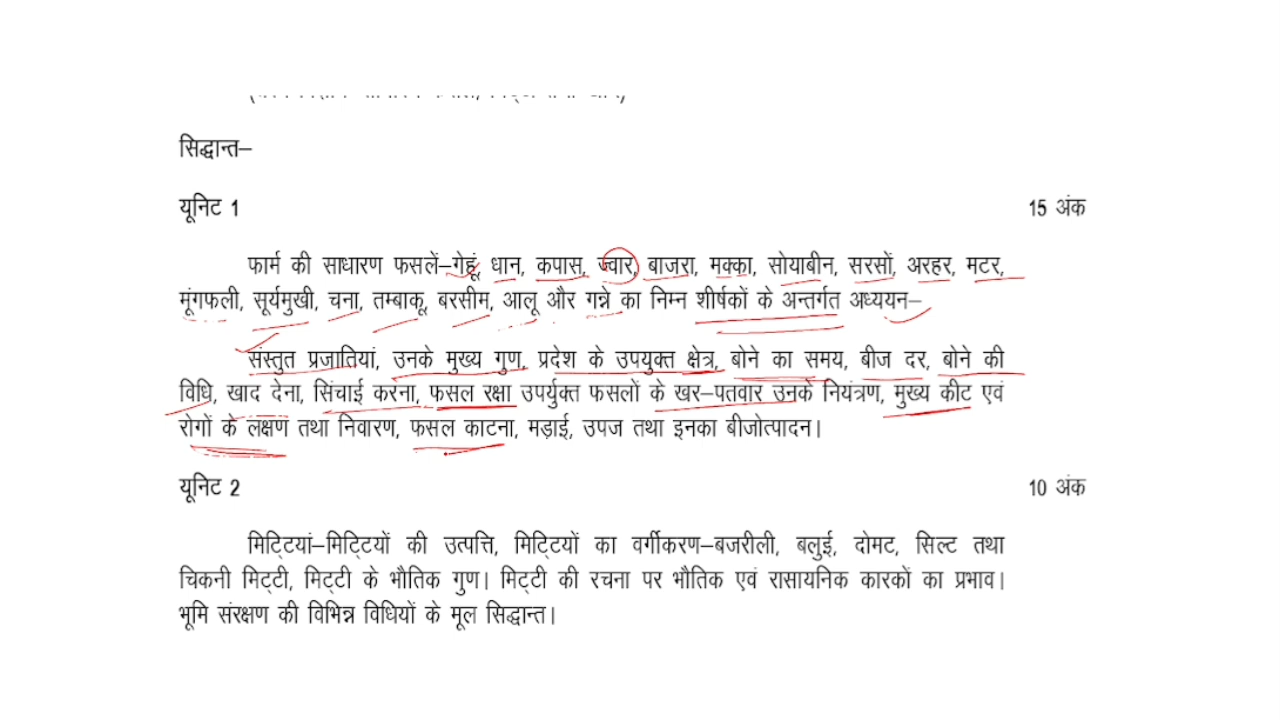 सिद्धान्त–
यूनिट 1 15 अंक
फार्म की साधारण फसलें–गेहूं, धान, कपास, ज्वार, बाजरा, मक्का, सोयाबीन, सरसों, अरहर, मटर,
मूंगफली, सूर्यमुखी, चना, तम्बाकू, बरसीम, आलू और गन्ने का निम्न शीर्षकों के अन्तर्गत अध्ययन–
संस्तुत प्रजातियां, उनके मुख्य गुण, प्रदेश के उपयुक्त क्षेत्र, बोने का समय, बीज दर, बोने की
विधि, खाद देना, सिंचाई करना, फसल रक्षा उपर्युक्त फसलों के खर–पतवार उनके नियंत्रण, मुख्य कीट एवं
रोगों के लक्षण तथा निवारण, फसल काटना, मड़ाई, उपज तथा इनका बीजोत्पादन।
यूनिट 2 10 अंक
मिट्टियां–मिट्टियों की उत्पत्ति, मिट्टियों का वर्गीकरण–बजरीली, बलुई, दोमट, सिल्ट तथा
चिकनी मिट्टी, मिट्टी के भौतिक गुण। मिट्टी की रचना पर भौतिक एवं रासायनिक कारकों का प्रभाव।
भूमि संरक्षण की विभिन्न विधियों के मूल सिद्धान्त।